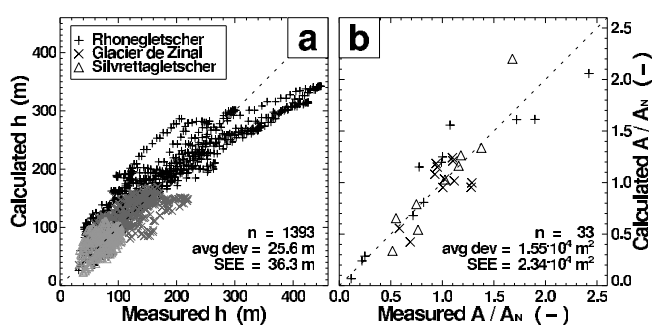 a
+ Rhonegletscher
× Glacier de Zinal
△ Silvrettagletscher
Calculated h (m)
400
300
200
100
0
n = 1393
avg dev = 25.6 m
SEE = 36.3 m
0 100 200 300 400
Measured h (m)
b
n = 33
avg dev = 1.55·10⁴ m²
SEE = 2.34·10⁴ m²
0.0 0.5 1.0 1.5 2.0 2.5
Measured A / AN (–)
2.5
2.0
1.5
1.0
0.5
0.0
Calculated A / AN (–)